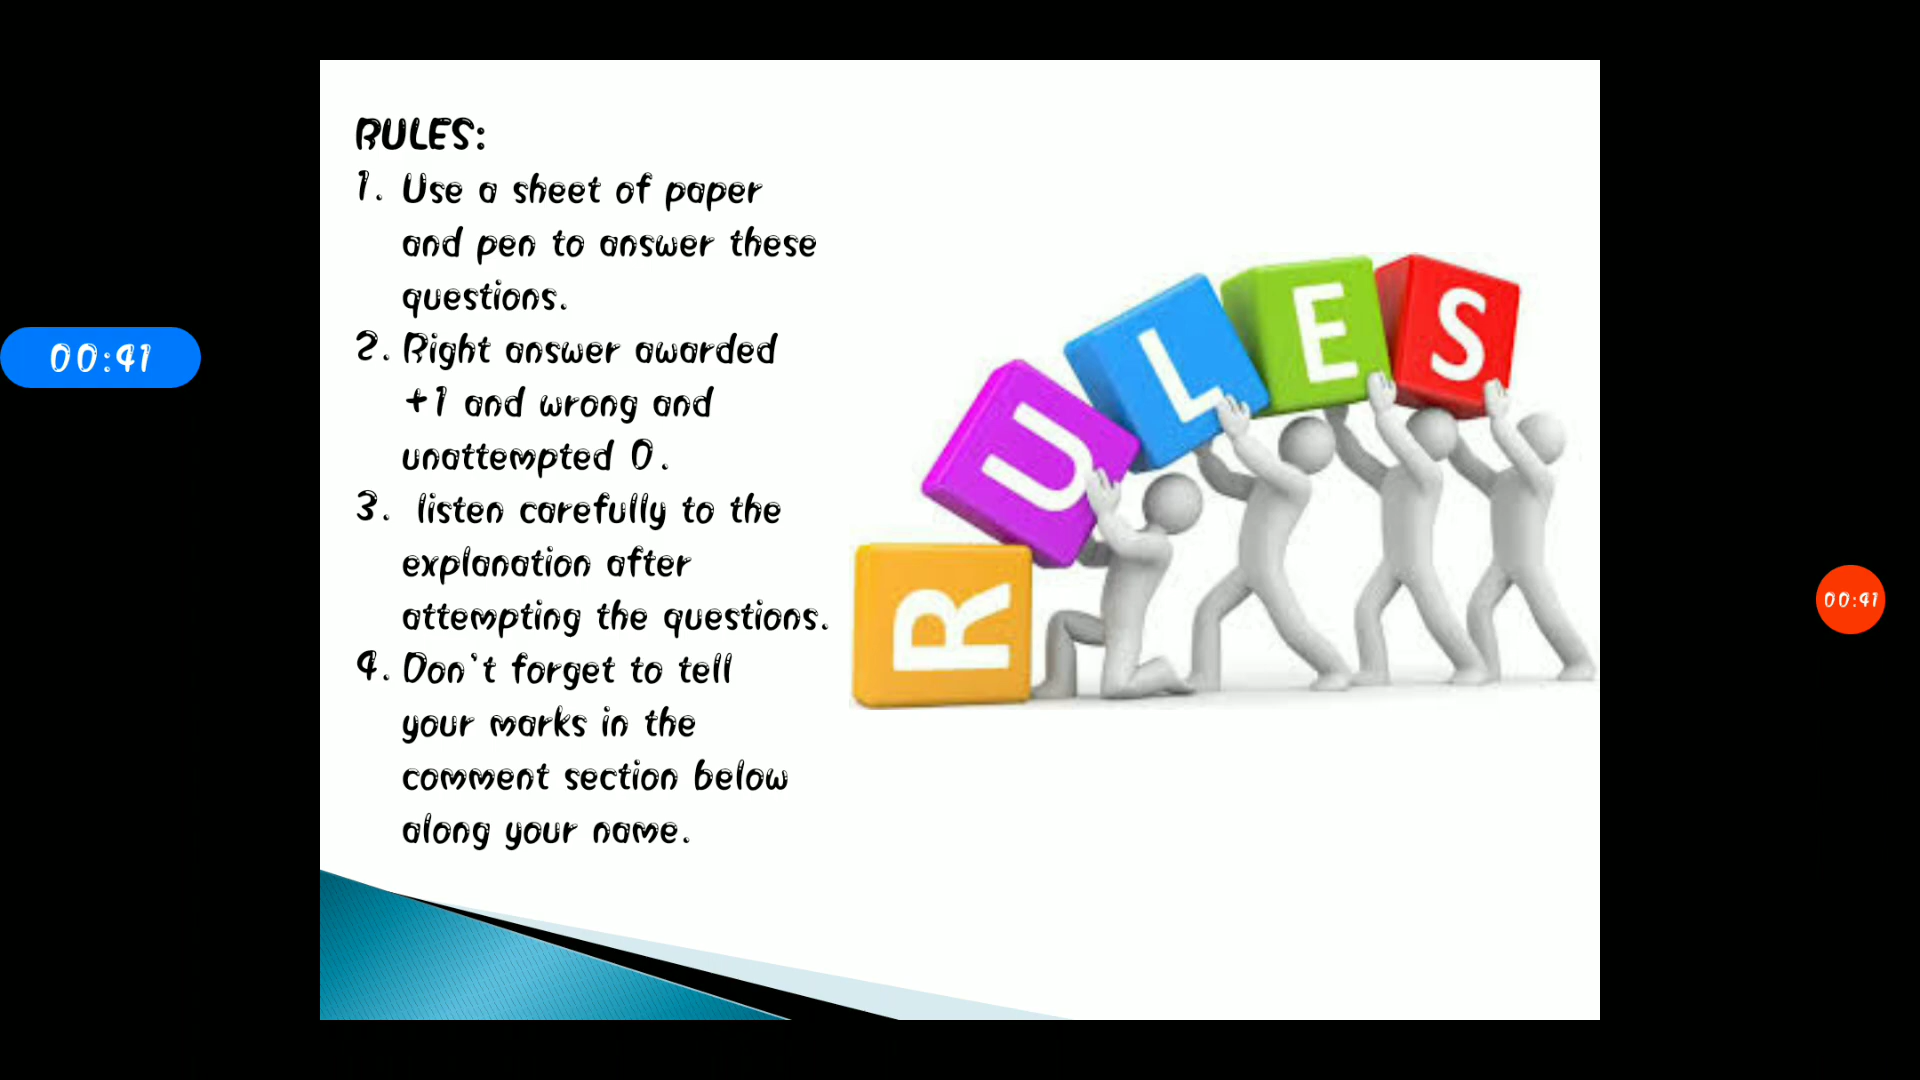 RULES:
1. Use a sheet of paper
and pen to answer these
questions.
2. Right answer awarded
+1 and wrong and
unattempted 0.
3. listen carefully to the
explanation after
attempting the questions.
4. Don't forget to tell
your marks in the
comment section below
along your name.
RULES
00:41
00:41